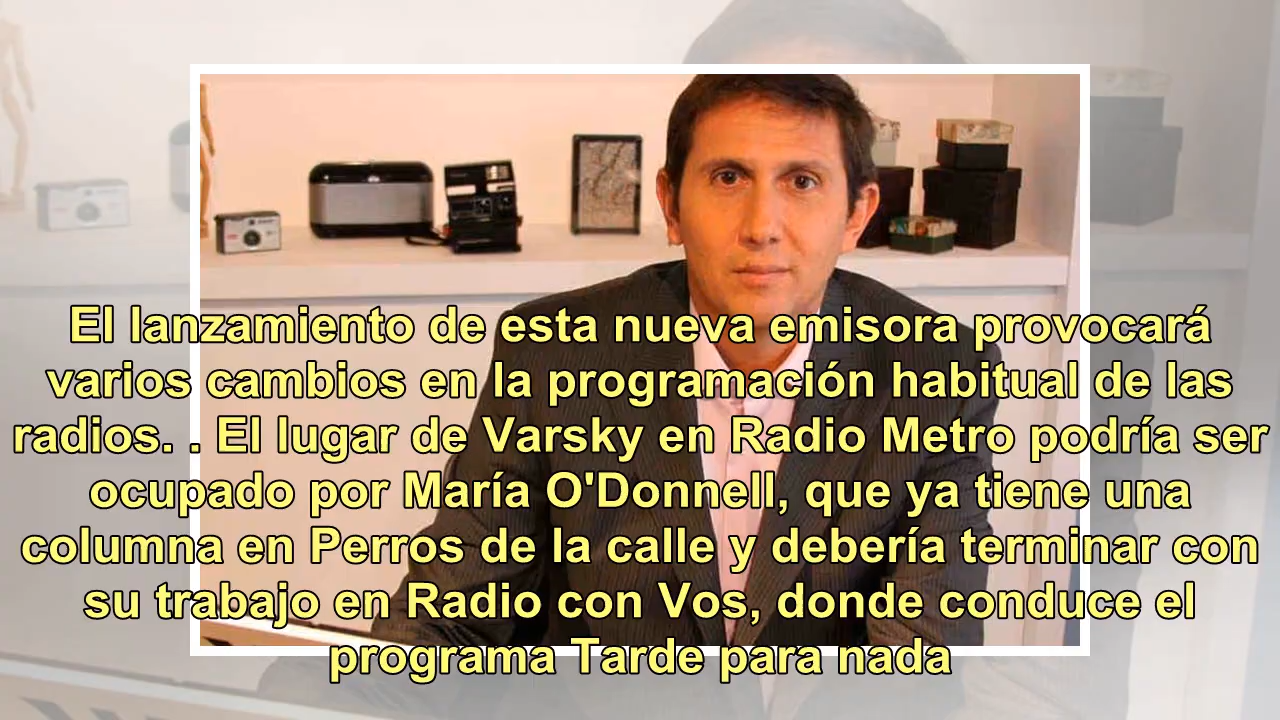 El lanzamiento de esta nueva emisora provocará
varios cambios en la programación habitual de las
radios. . El lugar de Varsky en Radio Metro podría ser
ocupado por María O'Donnell, que ya tiene una
columna en Perros de la calle y debería terminar con
su trabajo en Radio con Vos, donde conduce el
programa Tarde para nada